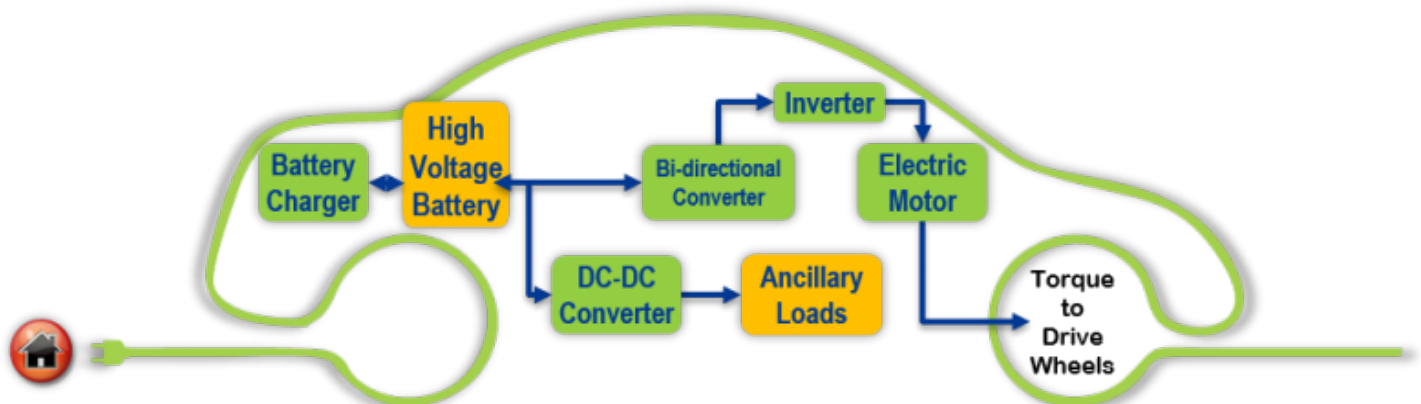 Inverter
High
Voltage
Battery
Battery
Charger
Bi-directional
Converter
Electric
Motor
DC-DC
Converter
Ancillary
Loads
Torque
to
Drive
Wheels